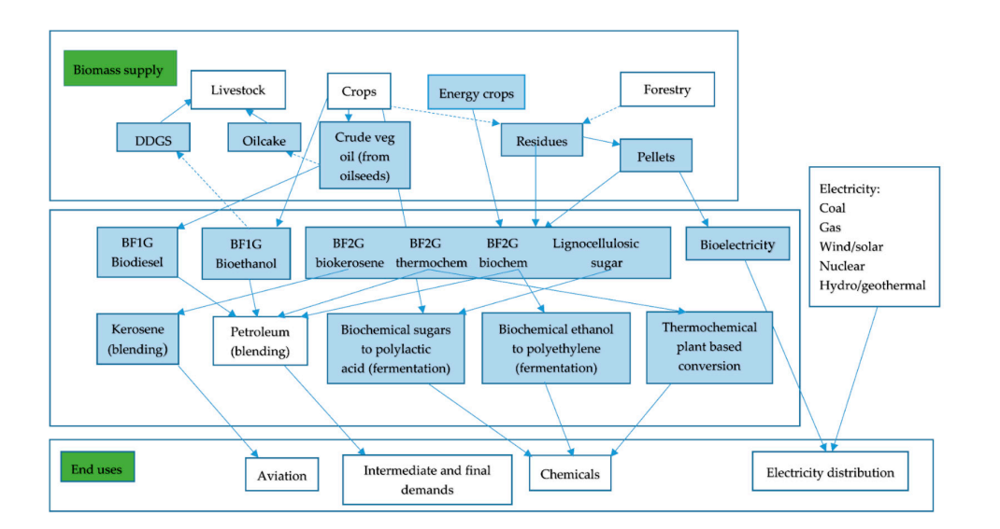 Biomass supply
Livestock
Crops
Energy crops
Forestry
DDGS
Oilcake
Crude veg
oil (from
oilseeds)
Residues
Pellets
Electricity:
Coal
Gas
Wind/solar
Nuclear
Hydro/geothermal
BF1G
Biodiesel
BF1G
Bioethanol
BF2G
biokerosene
BF2G
thermochem
BF2G
biochem
Lignocellulosic
sugar
Bioelectricity
Kerosene
(blending)
Petroleum
(blending)
Biochemical sugars
to polylactic
acid (fermentation)
Biochemical ethanol
to polyethylene
(fermentation)
Thermochemical
plant based
conversion
End uses
Aviation
Intermediate and final
demands
Chemicals
Electricity distribution